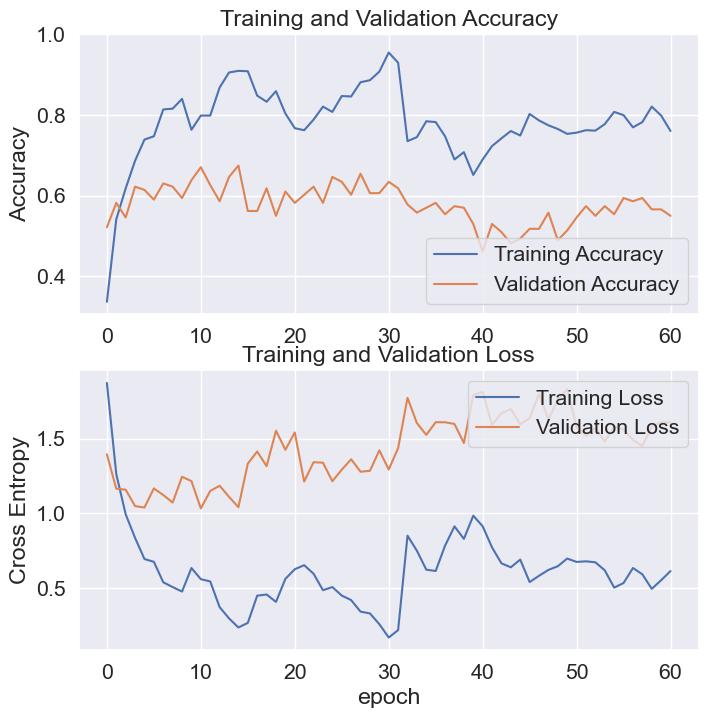 Training and Validation Accuracy
1.0
0.8
0.6
0.4
Accuracy
Training Accuracy
Validation Accuracy
0 10 20 30 40 50 60
Training and Validation Loss
1.5
1.0
0.5
Cross Entropy
Training Loss
Validation Loss
0 10 20 30 40 50 60
epoch